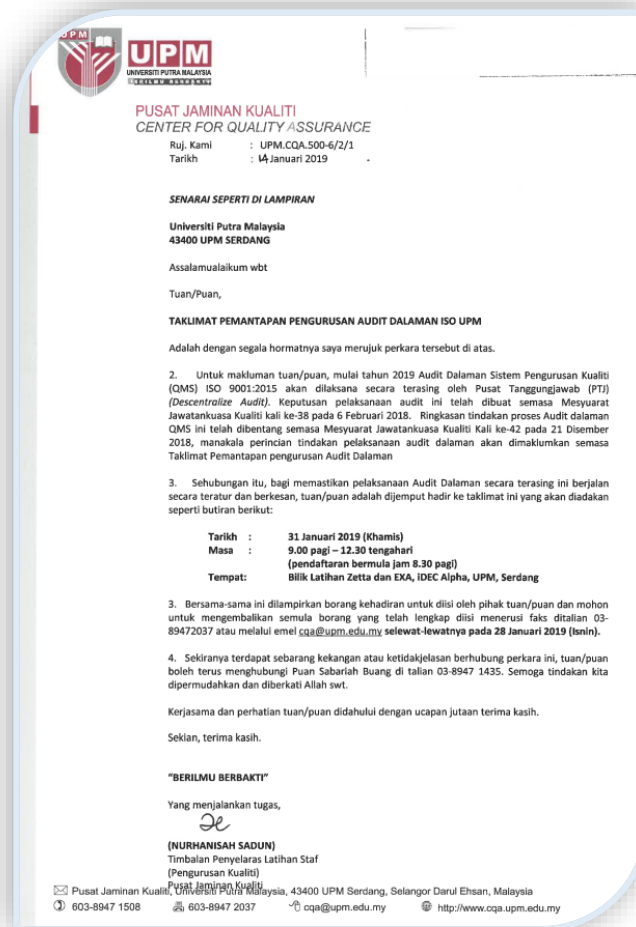 UPM
UPM
UNIVERSITI PUTRA MALAYSIA
BERILMU BERBAKTI
PUSAT JAMINAN KUALITI
CENTER FOR QUALITY ASSURANCE
Ruj. Kami : UPM.CQA.500-6/2/1
Tarikh : 14 Januari 2019
SENARAI SEPERTI DI LAMPIRAN
Universiti Putra Malaysia
43400 UPM SERDANG
Assalamualaikum wbt
Tuan/Puan,
TAKLIMAT PEMANTAPAN PENGURUSAN AUDIT DALAMAN ISO UPM
Adalah dengan segala hormatnya saya merujuk perkara tersebut di atas.
2. Untuk makluman tuan/puan, mulai tahun 2019 Audit Dalaman Sistem Pengurusan Kualiti
(QMS) ISO 9001:2015 akan dilaksana secara terasing oleh Pusat Tanggungjawab (PTJ)
(Descentralize Audit). Keputusan pelaksanaan audit ini telah dibuat semasa Mesyuarat
Jawatankuasa Kualiti kali ke-38 pada 6 Februari 2018. Ringkasan tindakan proses Audit dalaman
QMS ini telah dibentang semasa Mesyuarat Jawatankuasa Kualiti Kali ke-42 pada 21 Disember
2018, manakala perincian tindakan pelaksanaan audit dalaman akan dimaklumkan semasa
Taklimat Pemantapan pengurusan Audit Dalaman
3. Sehubungan itu, bagi memastikan pelaksanaan Audit Dalaman secara terasing ini berjalan
secara teratur dan berkesan, tuan/puan adalah dijemput hadir ke taklimat ini yang akan diadakan
seperti butiran berikut:
Tarikh : 31 Januari 2019 (Khamis)
Masa : 9.00 pagi – 12.30 tengahari
(pendaftaran bermula jam 8.30 pagi)
Tempat: Bilik Latihan Zetta dan EXA, iDEC Alpha, UPM, Serdang
3. Bersama-sama ini dilampirkan borang kehadiran untuk diisi oleh pihak tuan/puan dan mohon
untuk mengembalikan semula borang yang telah lengkap diisi menerusi faks ditalian 03-
89472037 atau melalui emel cqa@upm.edu.my selewat-lewatnya pada 28 Januari 2019 (Isnin).
4. Sekiranya terdapat sebarang kekangan atau ketidakjelasan berhubung perkara ini, tuan/puan
boleh terus menghubungi Puan Sabariah Buang di talian 03-8947 1435. Semoga tindakan kita
dipermudahkan dan diberkati Allah swt.
Kerjasama dan perhatian tuan/puan didahului dengan ucapan jutaan terima kasih.
Sekian, terima kasih.
"BERILMU BERBAKTI"
Yang menjalankan tugas,
(NURHANISAH SADUN)
Timbalan Penyelaras Latihan Staf
(Pengurusan Kualiti)
Pusat Jaminan Kualiti
Pusat Jaminan Kualiti, Universiti Putra Malaysia, 43400 UPM Serdang, Selangor Darul Ehsan, Malaysia
603-8947 1508 603-8947 2037 cqa@upm.edu.my http://www.cqa.upm.edu.my